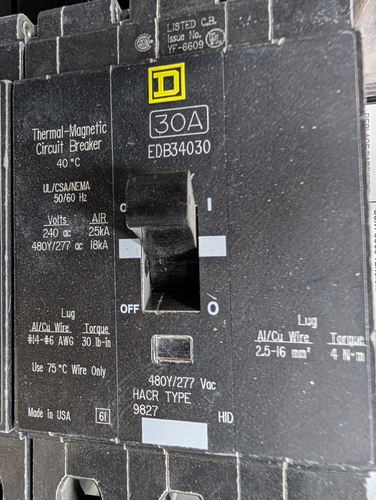 LISTED C.B.
Issue No.
YF-6609
D
30A
EDB34030
Thermal-Magnetic
Circuit Breaker
40 °C
UL/CSA/NEMA
50/60 Hz
Volts AIR
240 ac 25kA
480Y/277 ac 18kA
I
OFF O
Lug
Al/Cu Wire Torque
#14-#6 AWG 30 lb-in
Use 75 °C Wire Only
Made in USA 61
Lug
Al/Cu Wire Torque
2.5-16 mm² 4 N·m
480Y/277 Vac
HACR TYPE
9827 HID